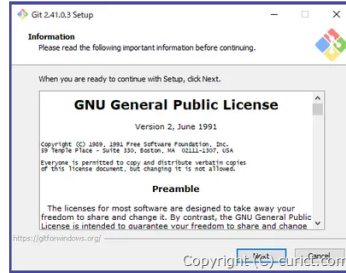 Git 2.41.0.3 Setup
Information
Please read the following important information before continuing.
When you are ready to continue with Setup, click Next.
GNU General Public License
Version 2, June 1991
Copyright (C) 1989, 1991 Free Software Foundation, Inc.
59 Temple Place - Suite 330, Boston, MA 02111-1307, USA
Everyone is permitted to copy and distribute verbatim copies
of this license document, but changing it is not allowed.
Preamble
The licenses for most software are designed to take away your
freedom to share and change it. By contrast, the GNU General Public
License is intended to guarantee your freedom to share and change
https://gitforwindows.org/
Next
Cancel
Copyright (C) curict.com